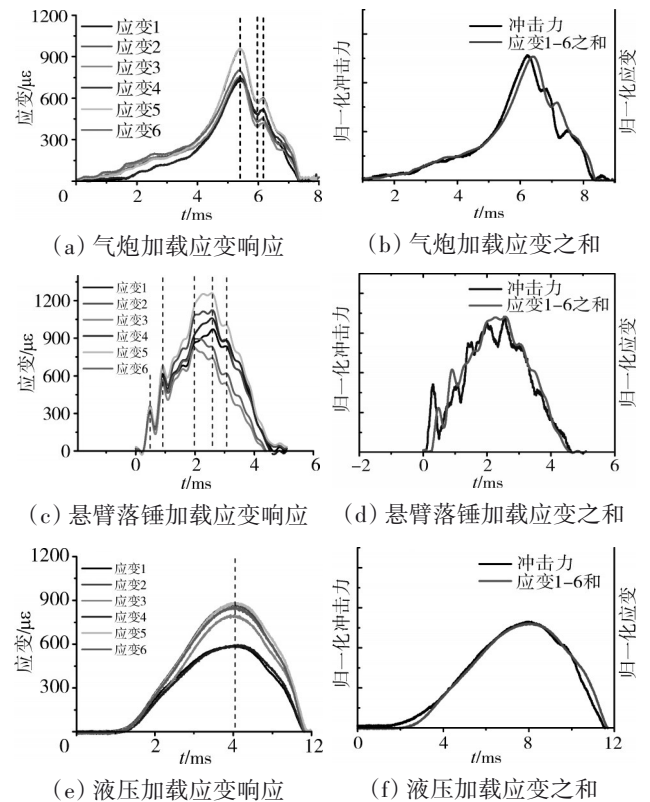 1200
900
600
300
0
应变/με
应变1
应变2
应变3
应变4
应变5
应变6
0 2 4 6 8
t/ms
(a) 气炮加载应变响应
归一化冲击力
冲击力
应变1-6之和
归一化应变
2 4 6 8
t/ms
(b) 气炮加载应变之和
1200
900
600
300
0
应变/με
应变1
应变2
应变3
应变4
应变5
应变6
0 2 4 6
t/ms
(c) 悬臂落锤加载应变响应
归一化冲击力
冲击力
应变1-6之和
归一化应变
-2 0 2 4 6
t/ms
(d) 悬臂落锤加载应变之和
1200
900
600
300
0
应变/με
应变1
应变2
应变3
应变4
应变5
应变6
2 4 12
t/ms
(e) 液压加载应变响应
归一化冲击力
冲击力
应变1-6和
归一化应变
0 4 8 12
t/ms
(f) 液压加载应变之和